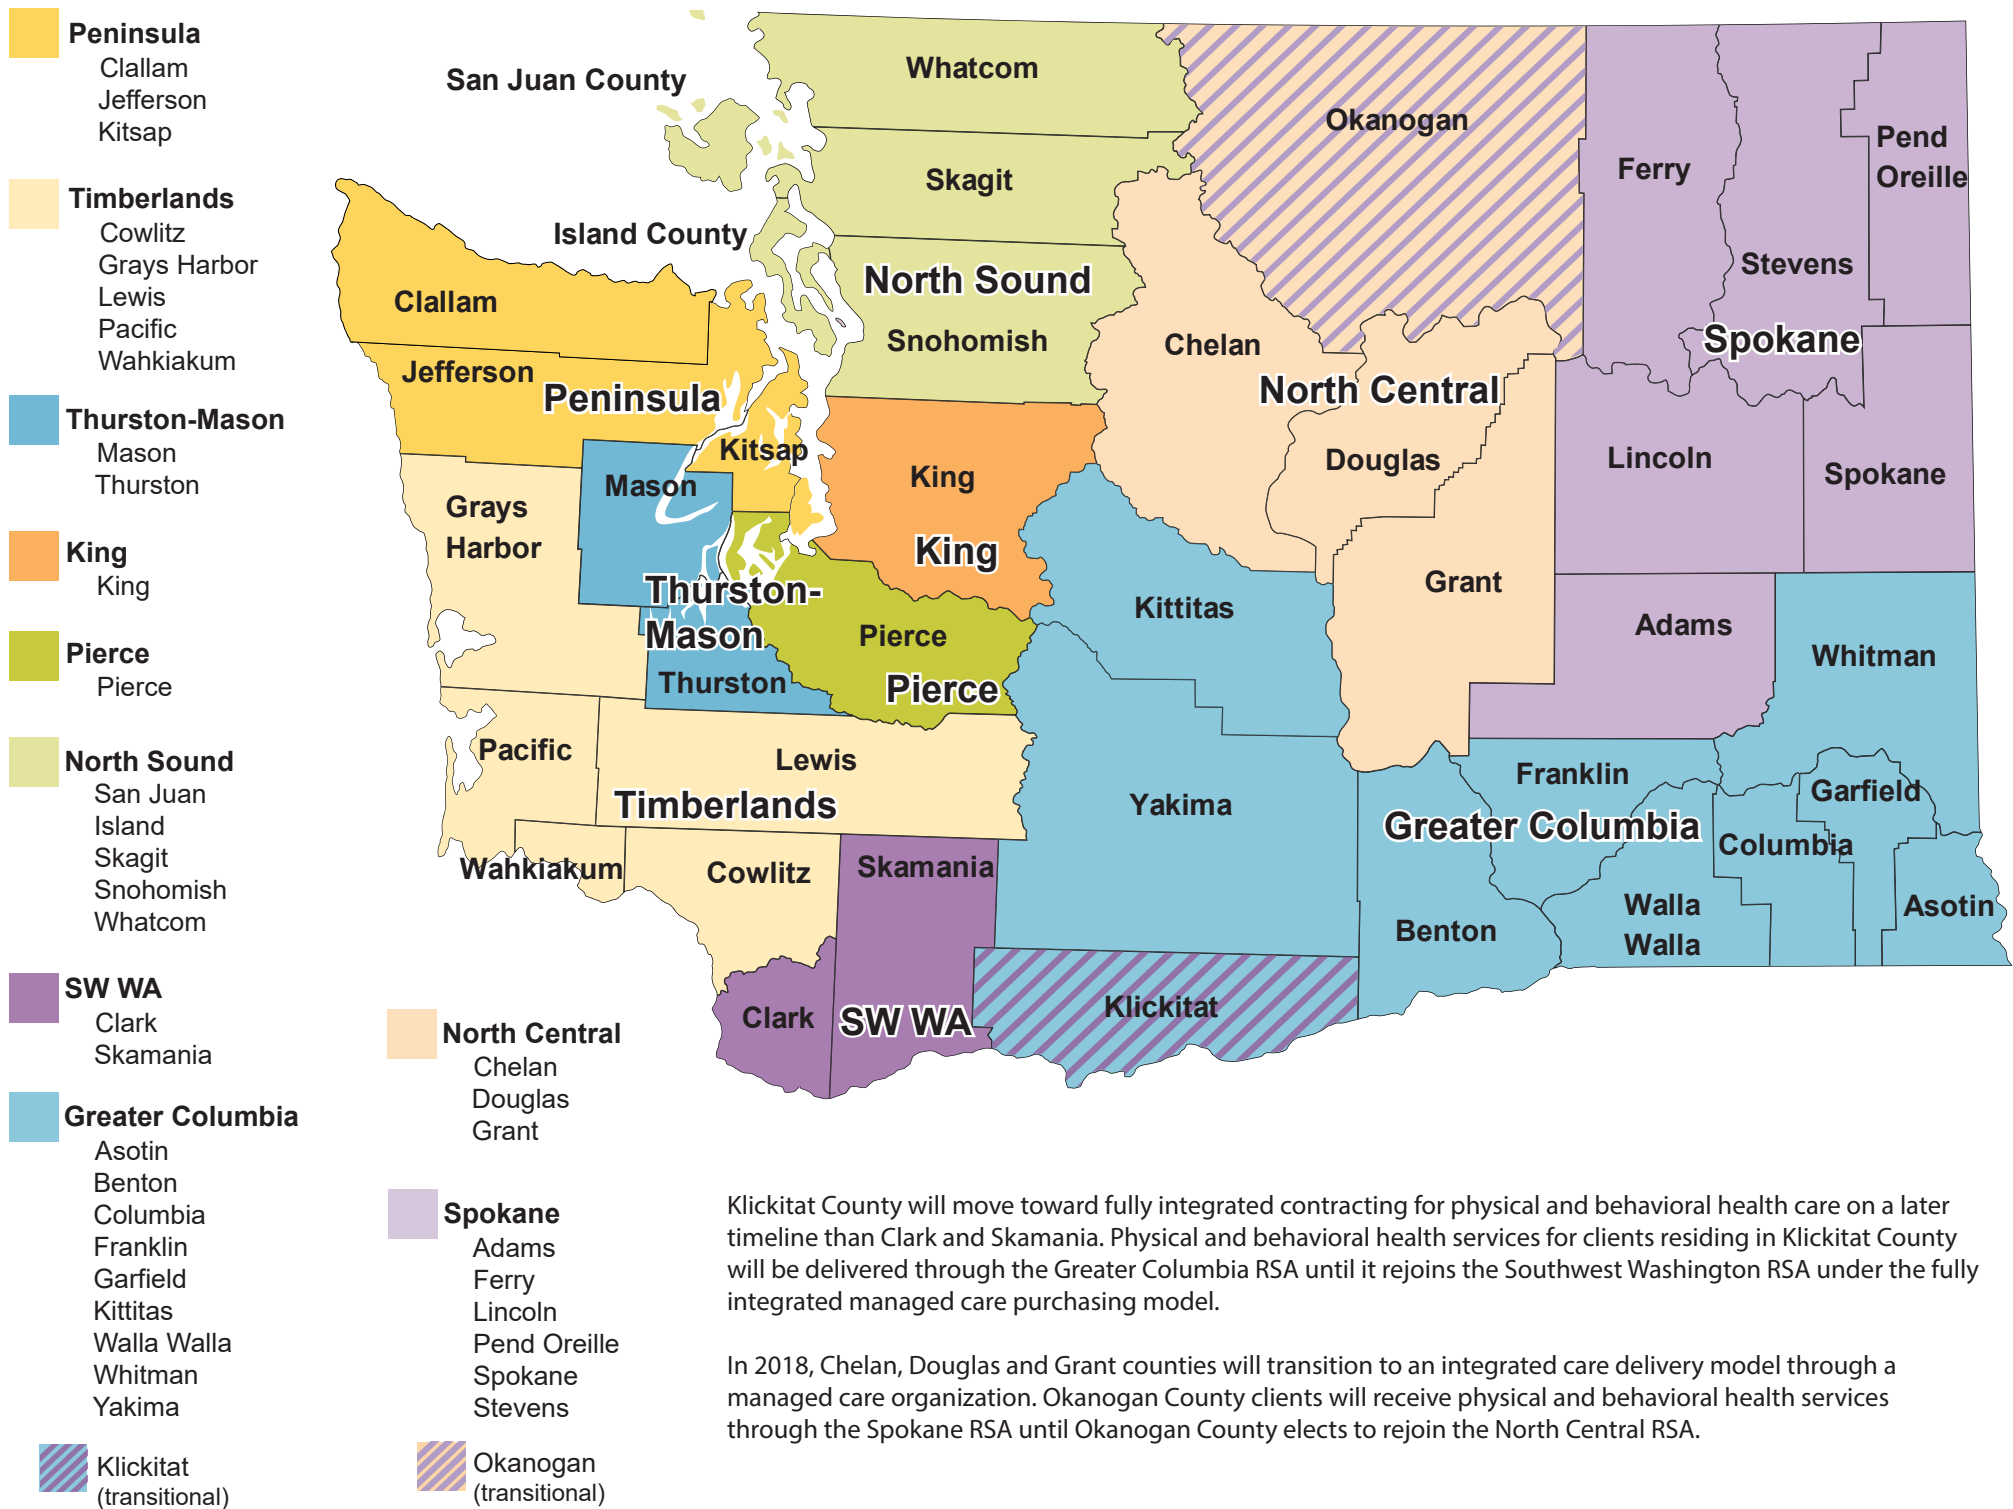 Peninsula
Clallam
Jefferson
Kitsap
Timberlands
Cowlitz
Grays Harbor
Lewis
Pacific
Wahkiakum
Thurston-Mason
Mason
Thurston
King
King
Pierce
Pierce
North Sound
San Juan
Island
Skagit
Snohomish
Whatcom
SW WA
Clark
Skamania
Greater Columbia
Asotin
Benton
Columbia
Franklin
Garfield
Kittitas
Walla Walla
Whitman
Yakima
Klickitat
(transitional)
North Central
Chelan
Douglas
Grant
Spokane
Adams
Ferry
Lincoln
Pend Oreille
Spokane
Stevens
Okanogan
(transitional)
San Juan County
Island County
Whatcom
Skagit
North Sound
Snohomish
Okanogan
Ferry
Pend
Oreille
Stevens
Spokane
Clallam
Jefferson
Peninsula
Kitsap
Chelan
North Central
Douglas
Lincoln
Spokane
Grays
Harbor
Mason
King
King
Thurston-
Mason
Thurston
Pierce
Pierce
Kittitas
Grant
Adams
Whitman
Pacific
Lewis
Timberlands
Yakima
Franklin
Greater Columbia
Garfield
Columbia
Wahkiakum
Cowlitz
Skamania
Benton
Walla
Walla
Asotin
Clark
SW WA
Klickitat
Klickitat County will move toward fully integrated contracting for physical and behavioral health care on a later
timeline than Clark and Skamania. Physical and behavioral health services for clients residing in Klickitat County
will be delivered through the Greater Columbia RSA until it rejoins the Southwest Washington RSA under the fully
integrated managed care purchasing model.
In 2018, Chelan, Douglas and Grant counties will transition to an integrated care delivery model through a
managed care organization. Okanogan County clients will receive physical and behavioral health services
through the Spokane RSA until Okanogan County elects to rejoin the North Central RSA.